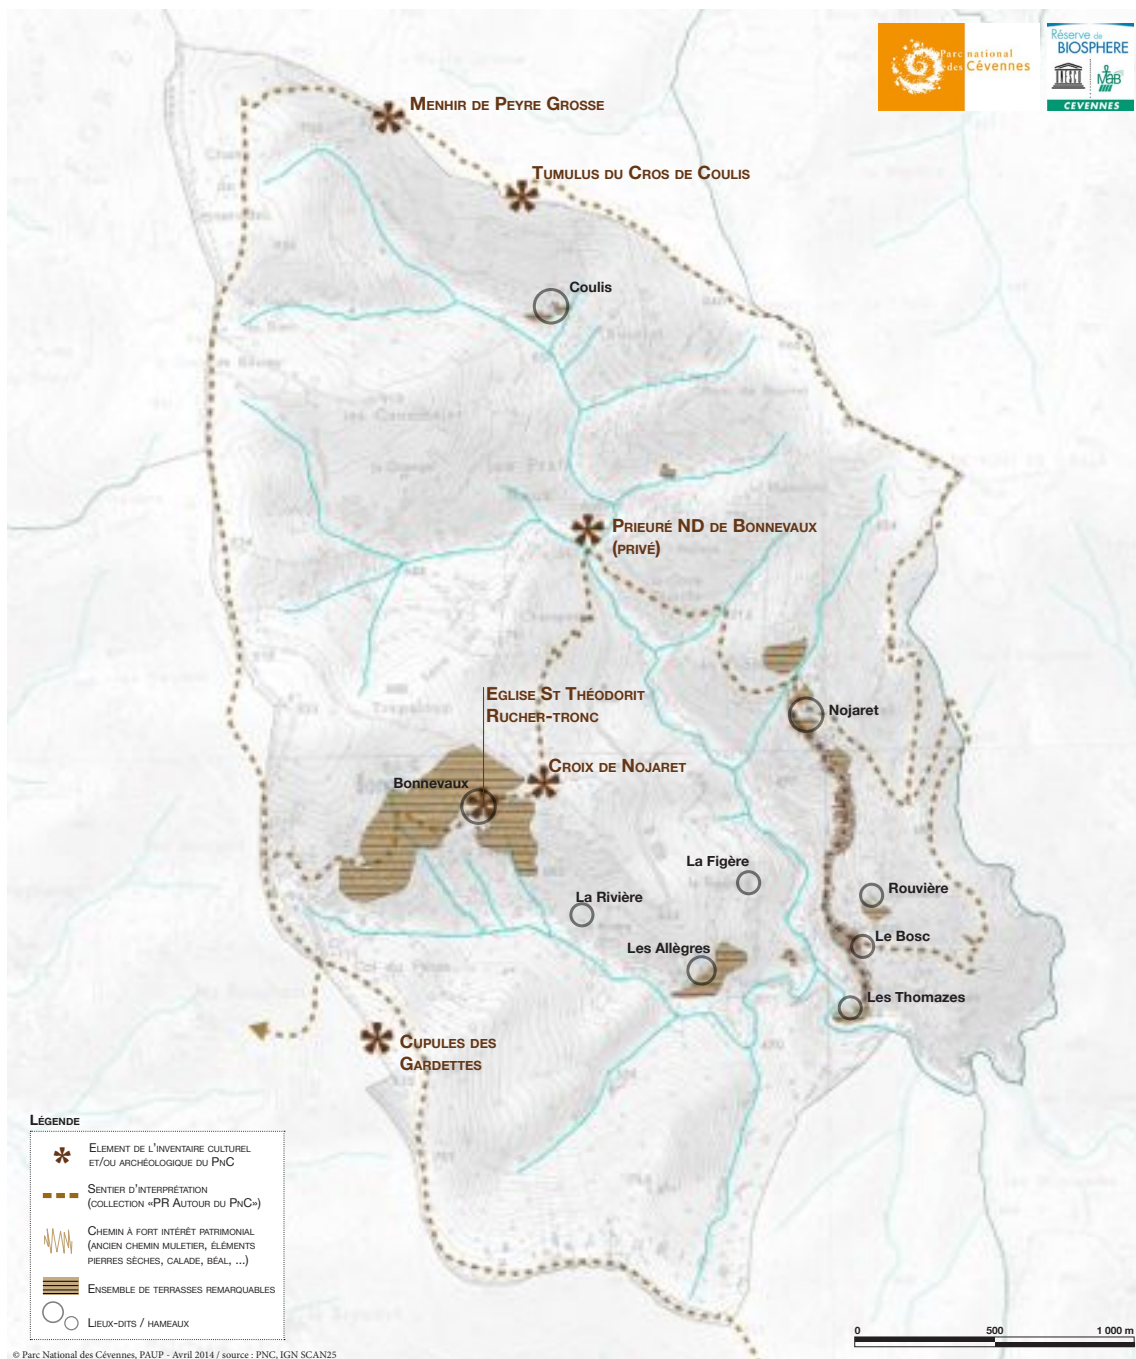 Parc national
des Cévennes
Réserve de
BIOSPHERE
UNESCO
MAB
CEVENNES
Menhir de Peyre Grosse
Tumulus du Cros de Coulis
Coulis
Prieuré ND de Bonnevaux
(privé)
Eglise St Théodorit
Rucher-tronc
Nojaret
Croix de Nojaret
Bonnevaux
La Figère
Rouvière
La Rivière
Le Bosc
Les Allègres
Les Thomazes
Cupules des
Gardettes
Légende
Element de l'inventaire culturel
et/ou archéologique du PnC
Sentier d'interprétation
(collection «PR Autour du PnC»)
Chemin à fort intérêt patrimonial
(ancien chemin muletier, éléments
pierres sèches, calade, béal, ...)
Ensemble de terrasses remarquables
Lieux-dits / hameaux
0 500 1 000 m
© Parc National des Cévennes, PAUP - Avril 2014 / source : PNC, IGN SCAN25